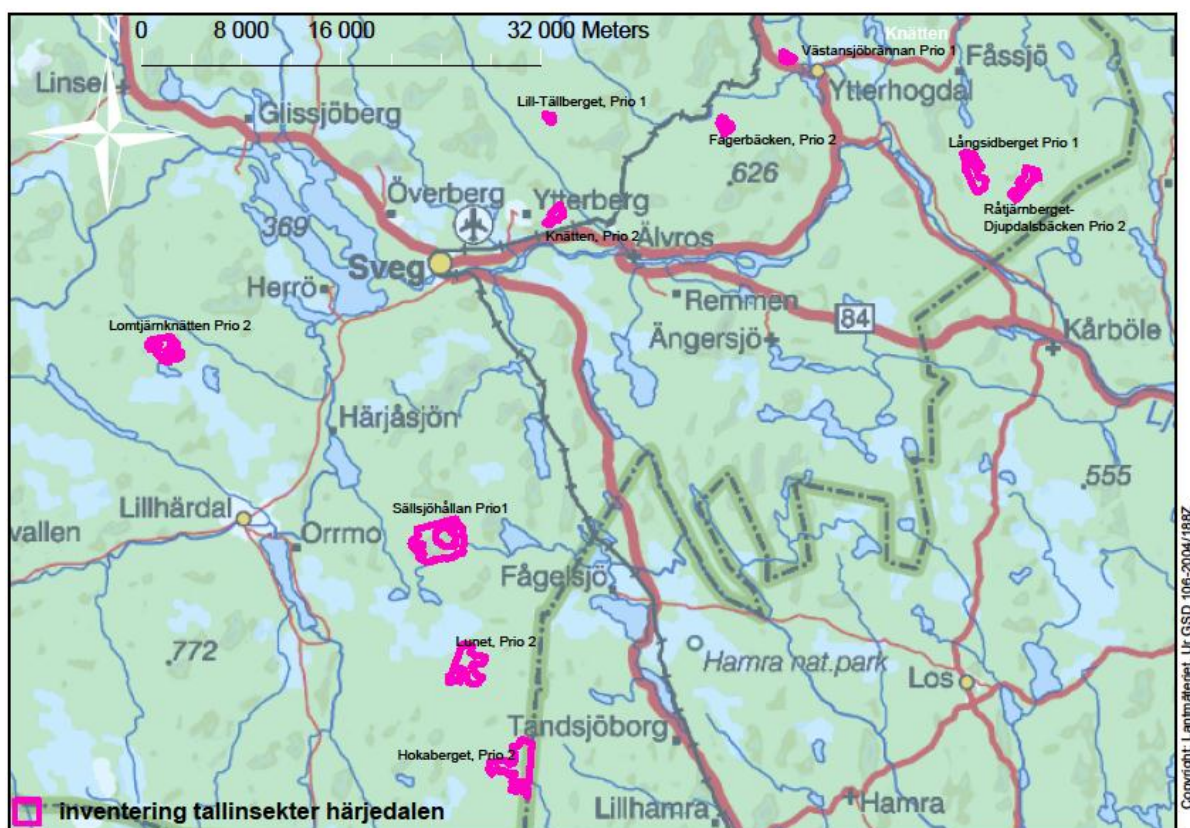 N
0 8 000 16 000 32 000 Meters
Knätten
Västansjöbrännan Prio 1
Fåssjö
Linsel
Ytterhogdal
Lill-Tällberget, Prio 1
Glissjöberg
Fagerbäcken, Prio 2
Långsidberget Prio 1
626
Överberg
Ytterberg
Råtjärnberget-
Djupdalsbäcken Prio 2
369
Knätten, Prio 2
Älvros
Sveg
Herrö
Remmen
84
Lomtjärnknätten Prio 2
Ängersjö
Kårböle
Härjåsjön
Lj
555
Lillhärdal
Sällsjöhållan Prio1
vallen
Orrmo
Fågelsjö
Lunet, Prio 2
772
Hamra nat.park
Los
Tandsjöborg
Hokaberget, Prio 2
Lillhamra
Hamra
inventering tallinsekter härjedalen
Copyright: Lantmäteriet. Ur GSD 106-2004/188Z